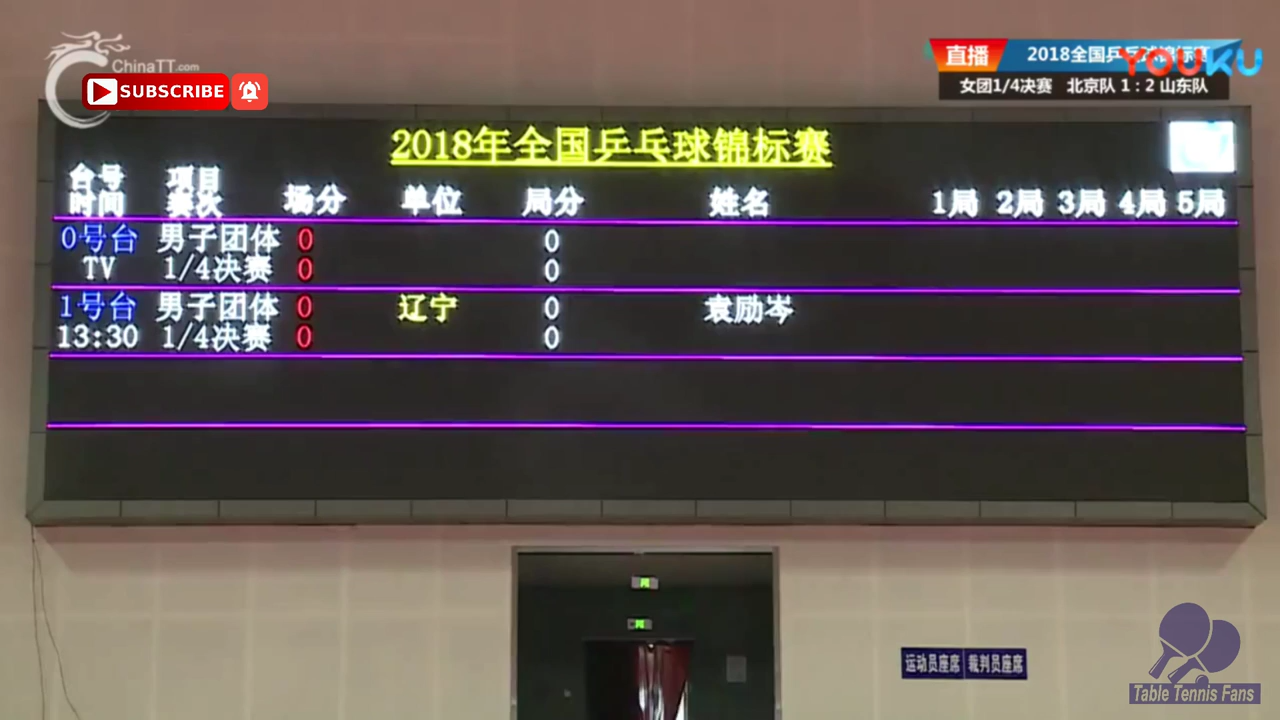 ChinaTT.com
SUBSCRIBE
直播 2018全国乒乓球锦标赛
YOUKU
女团1/4决赛 北京队 1 : 2 山东队
2018年全国乒乓球锦标赛
台号 项目 场分 单位 局分 姓名 1局 2局 3局 4局 5局
时间 赛次
0号台 男子团体 0 0
TV 1/4决赛 0 0
1号台 男子团体 0 辽宁 0 袁励岑
13:30 1/4决赛 0 0
运动员座席 裁判员座席
Table Tennis Fans